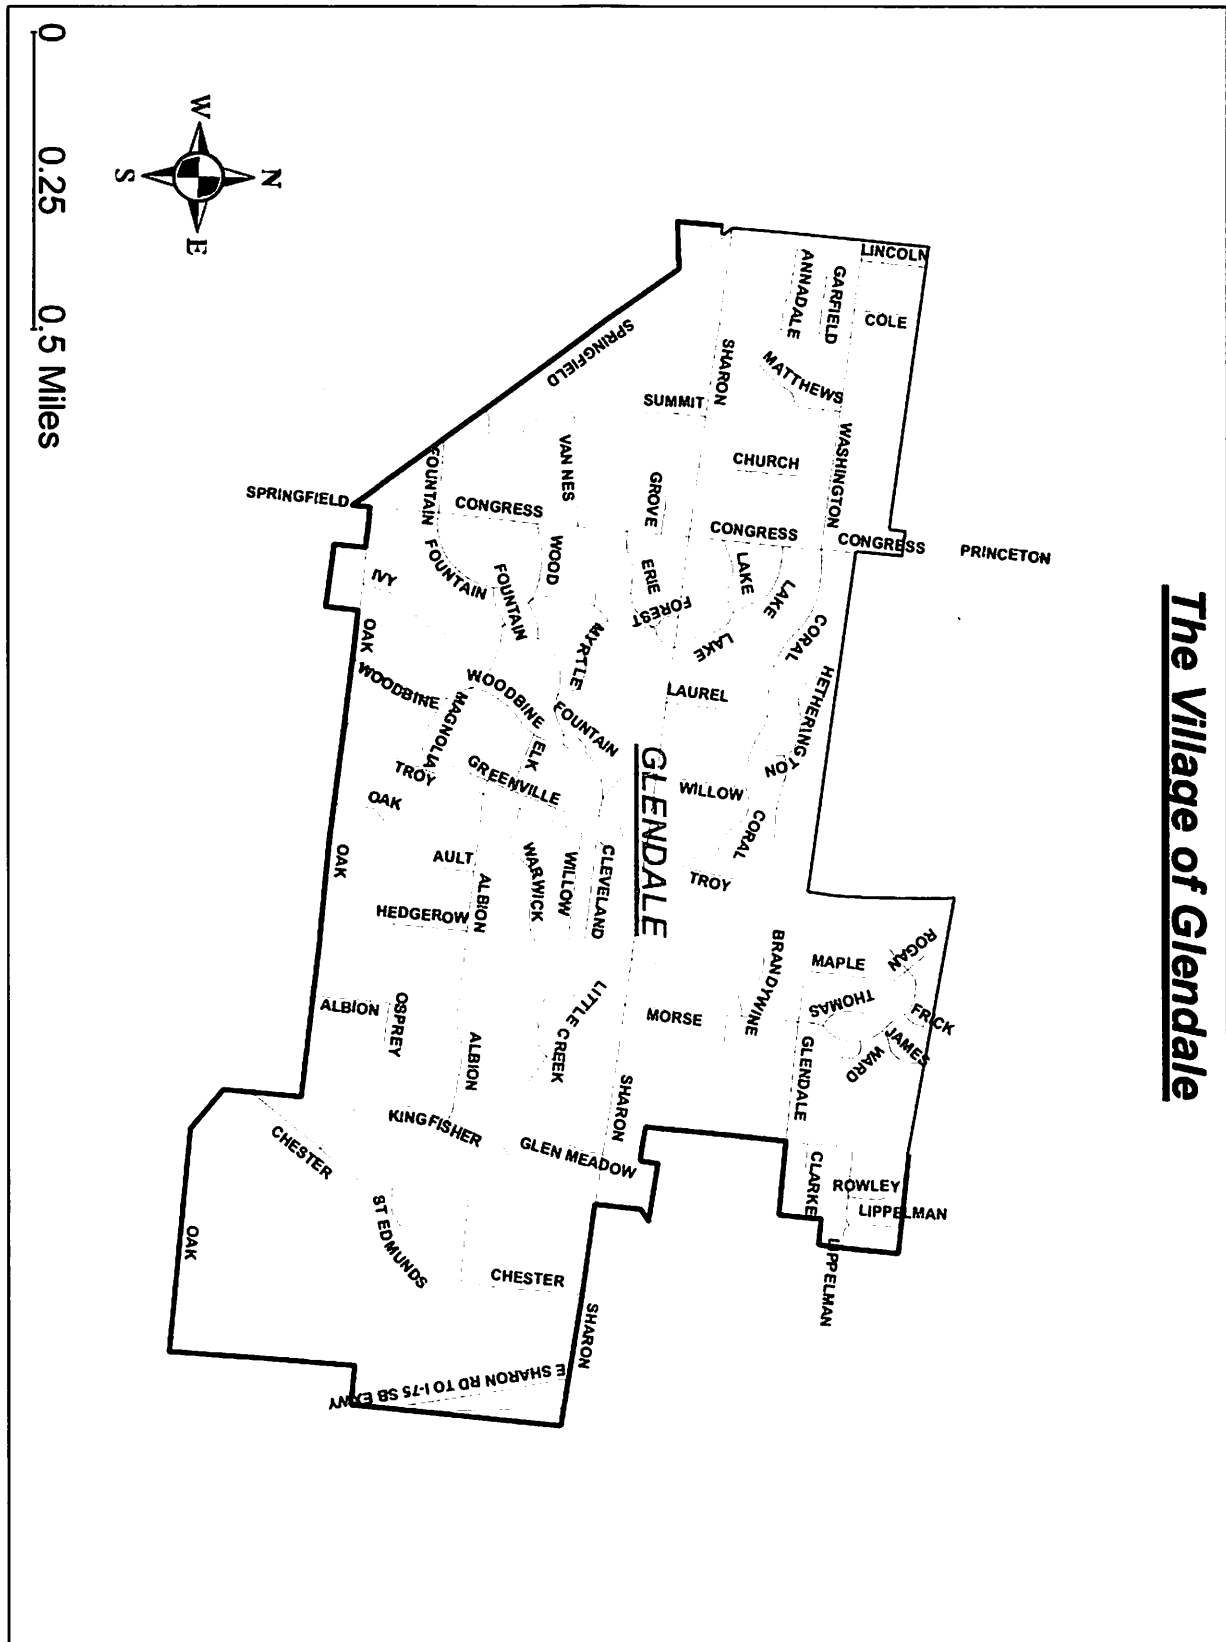 The Village of Glendale
PRINCETON
LINCOLN
COLE
GARFIELD
ANNADALE
MATTHEWS
WASHINGTON
SHARON
SUMMIT
CHURCH
SPRINGFIELD
VAN NES
GROVE
CONGRESS
CONGRESS
FOUNTAIN
CONGRESS
SPRINGFIELD
WOOD
ERIE
LAKE
LAKE
CORAL
FOUNTAIN
FOUNTAIN
FOREST
LAKE
HETHERINGTON
IVY
OAK
MYRTLE
LAUREL
WOODBINE
WOODBINE
MAGNOLIA
FOUNTAIN
ELK
GREENVILLE
TROY
OAK
GLENDALE
WILLOW
CORAL
TROY
OAK
AULT
ALBION
WARWICK
WILLOW
CLEVELAND
HEDGEROW
BRANDYWINE
MAPLE
ROGAN
THOMAS
FRICK
JAMES
WARD
ALBION
OSPREY
ALBION
LITTLE CREEK
MORSE
GLENDALE
SHARON
KINGFISHER
GLEN MEADOW
CHESTER
CLARKE
ROWLEY
LIPPELMAN
LIPPELMAN
ST EDMUNDS
OAK
CHESTER
SHARON
E SHARON RD TO I-75 SB EXWY
N
W
E
S
0 0.25 0.5 Miles